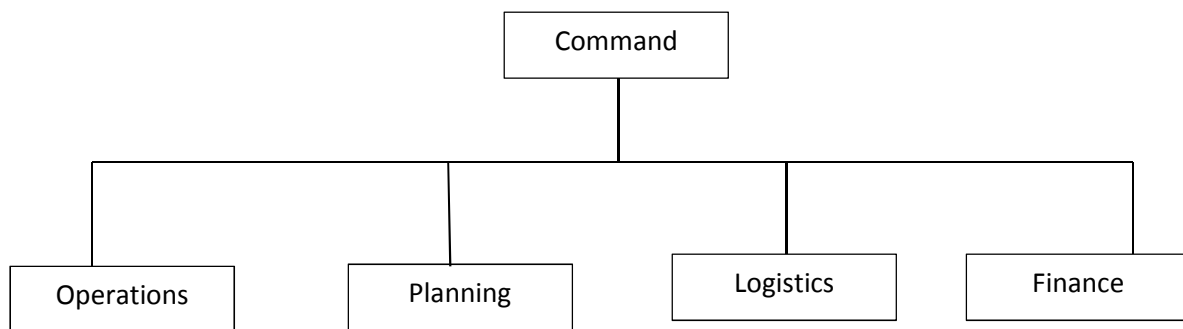 Command
Operations
Planning
Logistics
Finance